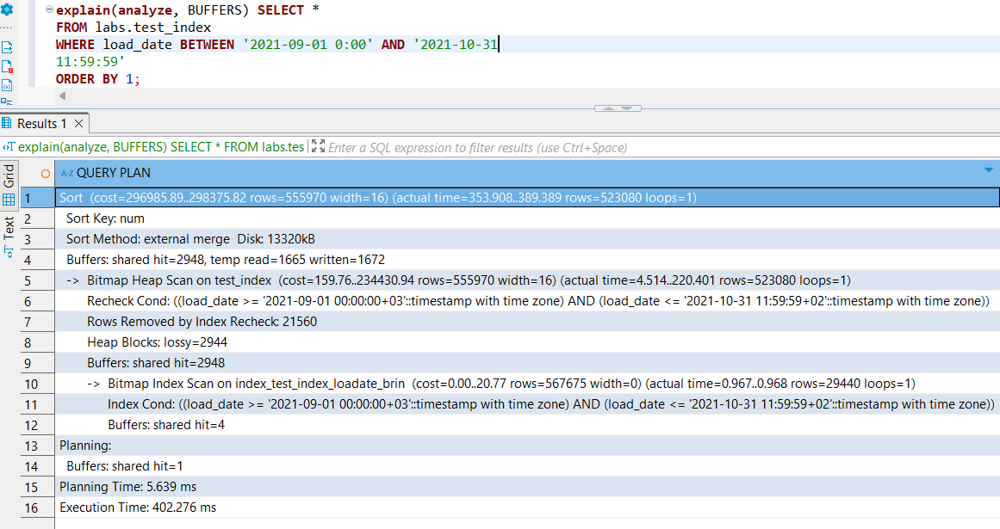 explain(analyze, BUFFERS) SELECT *
FROM labs.test_index
WHERE load_date BETWEEN '2021-09-01 0:00' AND '2021-10-31
11:59:59'
ORDER BY 1;
Results 1
explain(analyze, BUFFERS) SELECT * FROM labs.tes Enter a SQL expression to filter results (use Ctrl+Space)
Grid
Text
A-Z QUERY PLAN
1 Sort (cost=296985.89..298375.82 rows=555970 width=16) (actual time=353.908..389.389 rows=523080 loops=1)
2 Sort Key: num
3 Sort Method: external merge Disk: 13320kB
4 Buffers: shared hit=2948, temp read=1665 written=1672
5 -> Bitmap Heap Scan on test_index (cost=159.76..234430.94 rows=555970 width=16) (actual time=4.514..220.401 rows=523080 loops=1)
6 Recheck Cond: ((load_date >= '2021-09-01 00:00:00+03'::timestamp with time zone) AND (load_date <= '2021-10-31 11:59:59+02'::timestamp with time zone))
7 Rows Removed by Index Recheck: 21560
8 Heap Blocks: lossy=2944
9 Buffers: shared hit=2948
10 -> Bitmap Index Scan on index_test_index_loadate_brin (cost=0.00..20.77 rows=567675 width=0) (actual time=0.967..0.968 rows=29440 loops=1)
11 Index Cond: ((load_date >= '2021-09-01 00:00:00+03'::timestamp with time zone) AND (load_date <= '2021-10-31 11:59:59+02'::timestamp with time zone))
12 Buffers: shared hit=4
13 Planning:
14 Buffers: shared hit=1
15 Planning Time: 5.639 ms
16 Execution Time: 402.276 ms